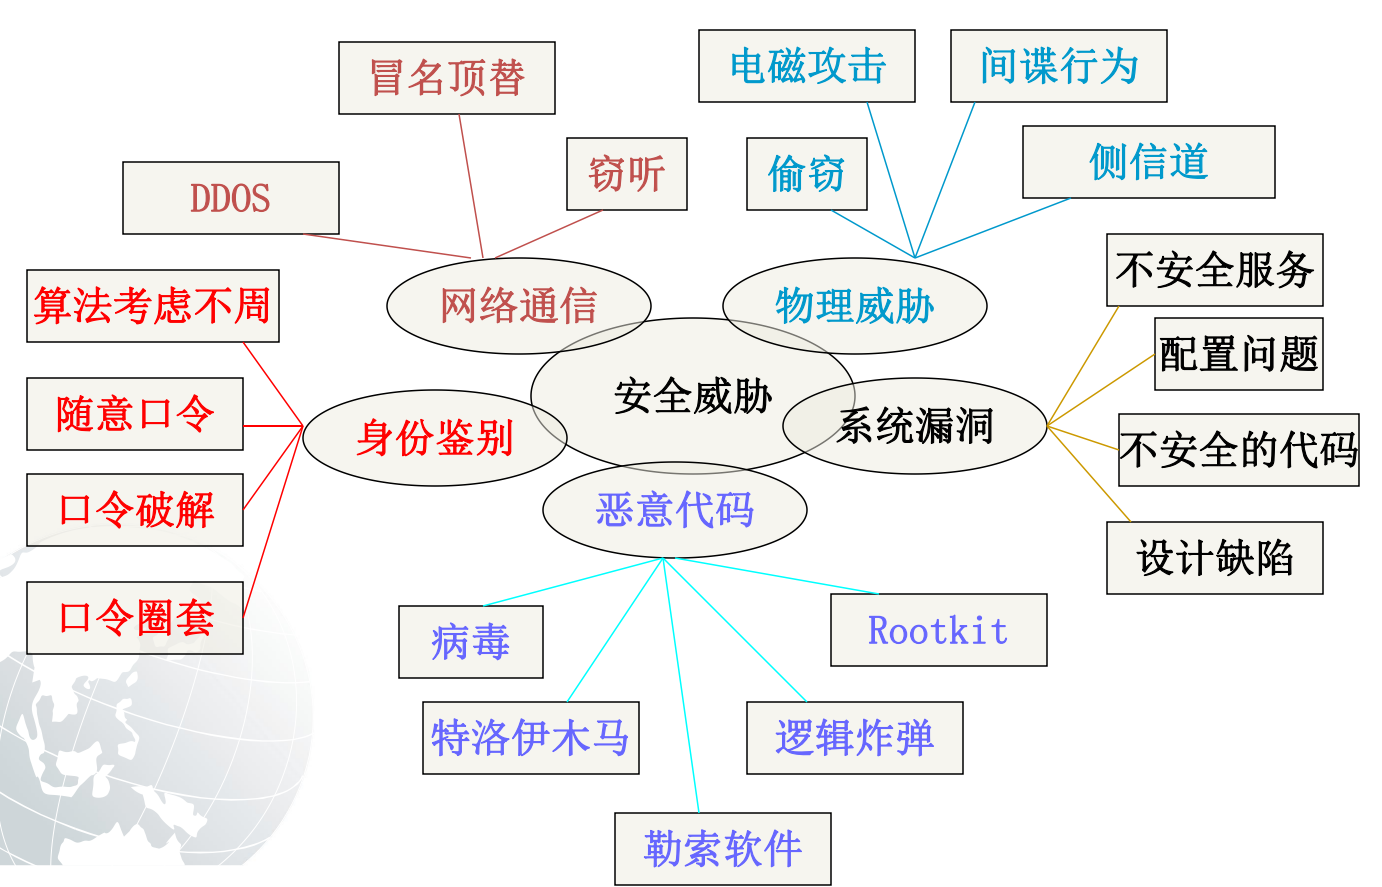 电磁攻击
间谍行为
冒名顶替
偷窃
侧信道
窃听
DDOS
不安全服务
算法考虑不周
网络通信
物理威胁
配置问题
安全威胁
随意口令
身份鉴别
系统漏洞
不安全的代码
口令破解
恶意代码
设计缺陷
口令圈套
病毒
Rootkit
特洛伊木马
逻辑炸弹
勒索软件